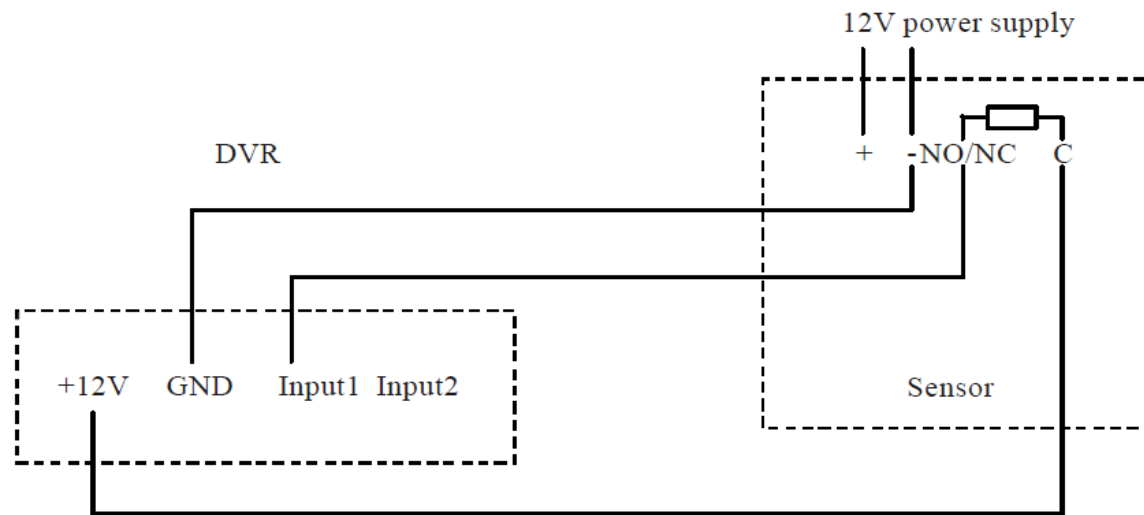 12V power supply
DVR
+ -NO/NC C
+12V GND Input1 Input2
Sensor